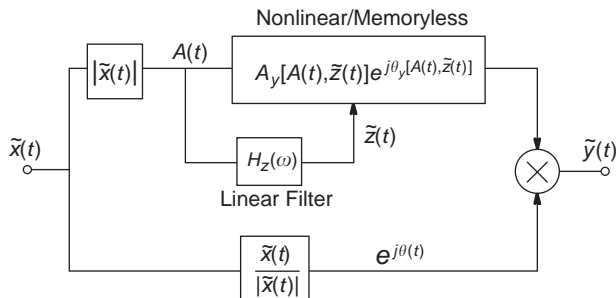 Nonlinear/Memoryless
|x̃(t)|
A(t)
A_y[A(t),z̃(t)]e^{jθ_y[A(t),z̃(t)]}
x̃(t)
H_z(ω)
z̃(t)
Linear Filter
ỹ(t)
x̃(t)
|x̃(t)|
e^{jθ(t)}